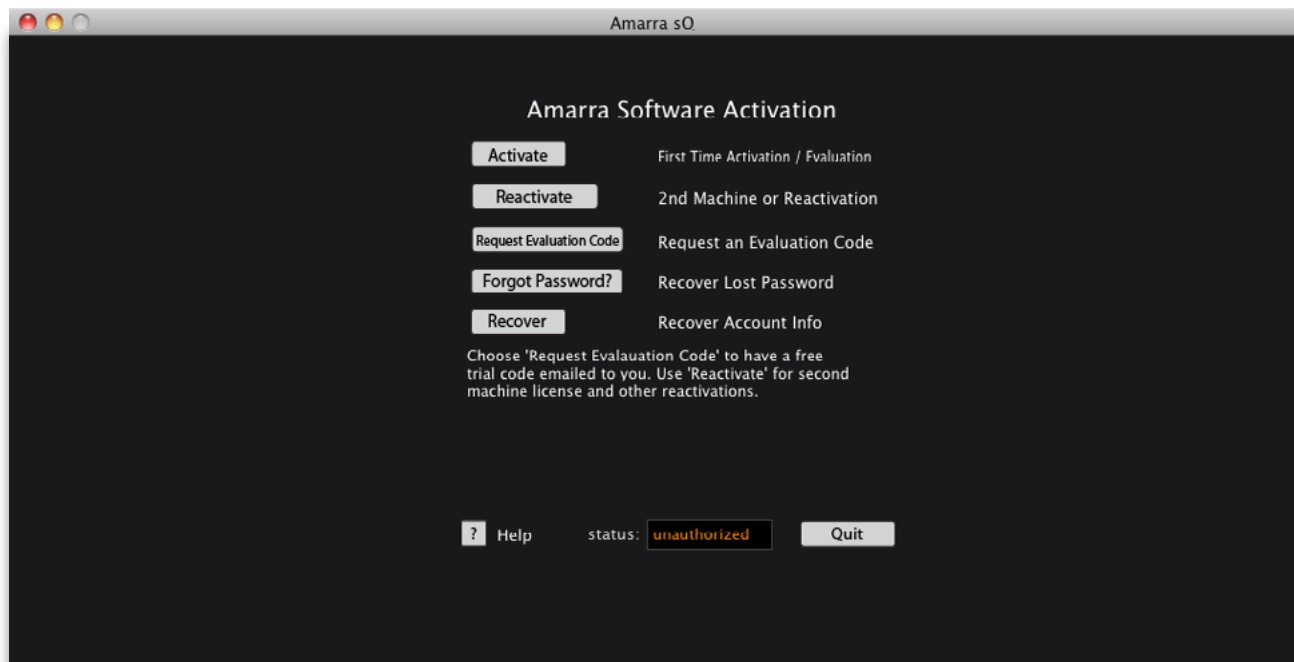 Amarra sQ
Amarra Software Activation
Activate First Time Activation / Evaluation
Reactivate 2nd Machine or Reactivation
Request Evaluation Code Request an Evaluation Code
Forgot Password? Recover Lost Password
Recover Recover Account Info
Choose 'Request Evalauation Code' to have a free
trial code emailed to you. Use 'Reactivate' for second
machine license and other reactivations.
? Help status: unauthorized Quit